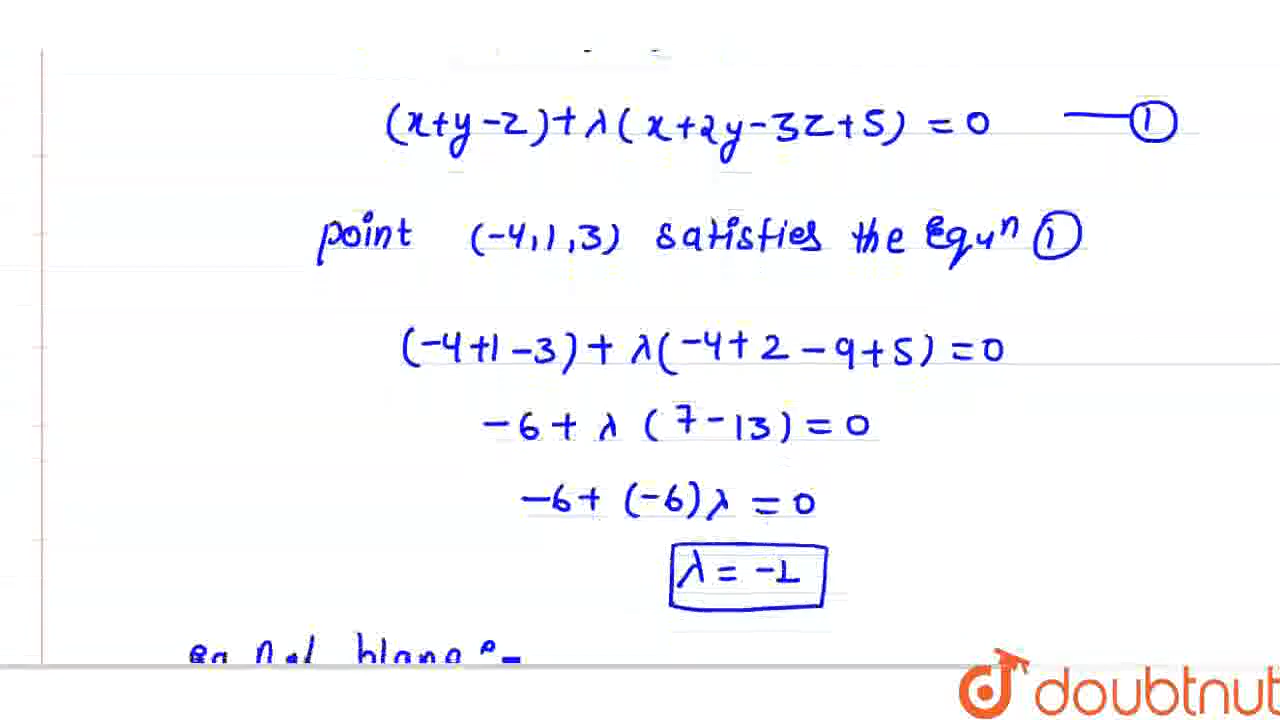 (x+y-z)+λ(x+2y-3z+5) = 0 —— ①
point (-4,1,3) satisfies the Equⁿ ①
(-4+1-3)+ λ(-4+2-9+5)=0
-6+ λ (7-13)=0
-6+ (-6)λ = 0
λ = -1
doubtnut